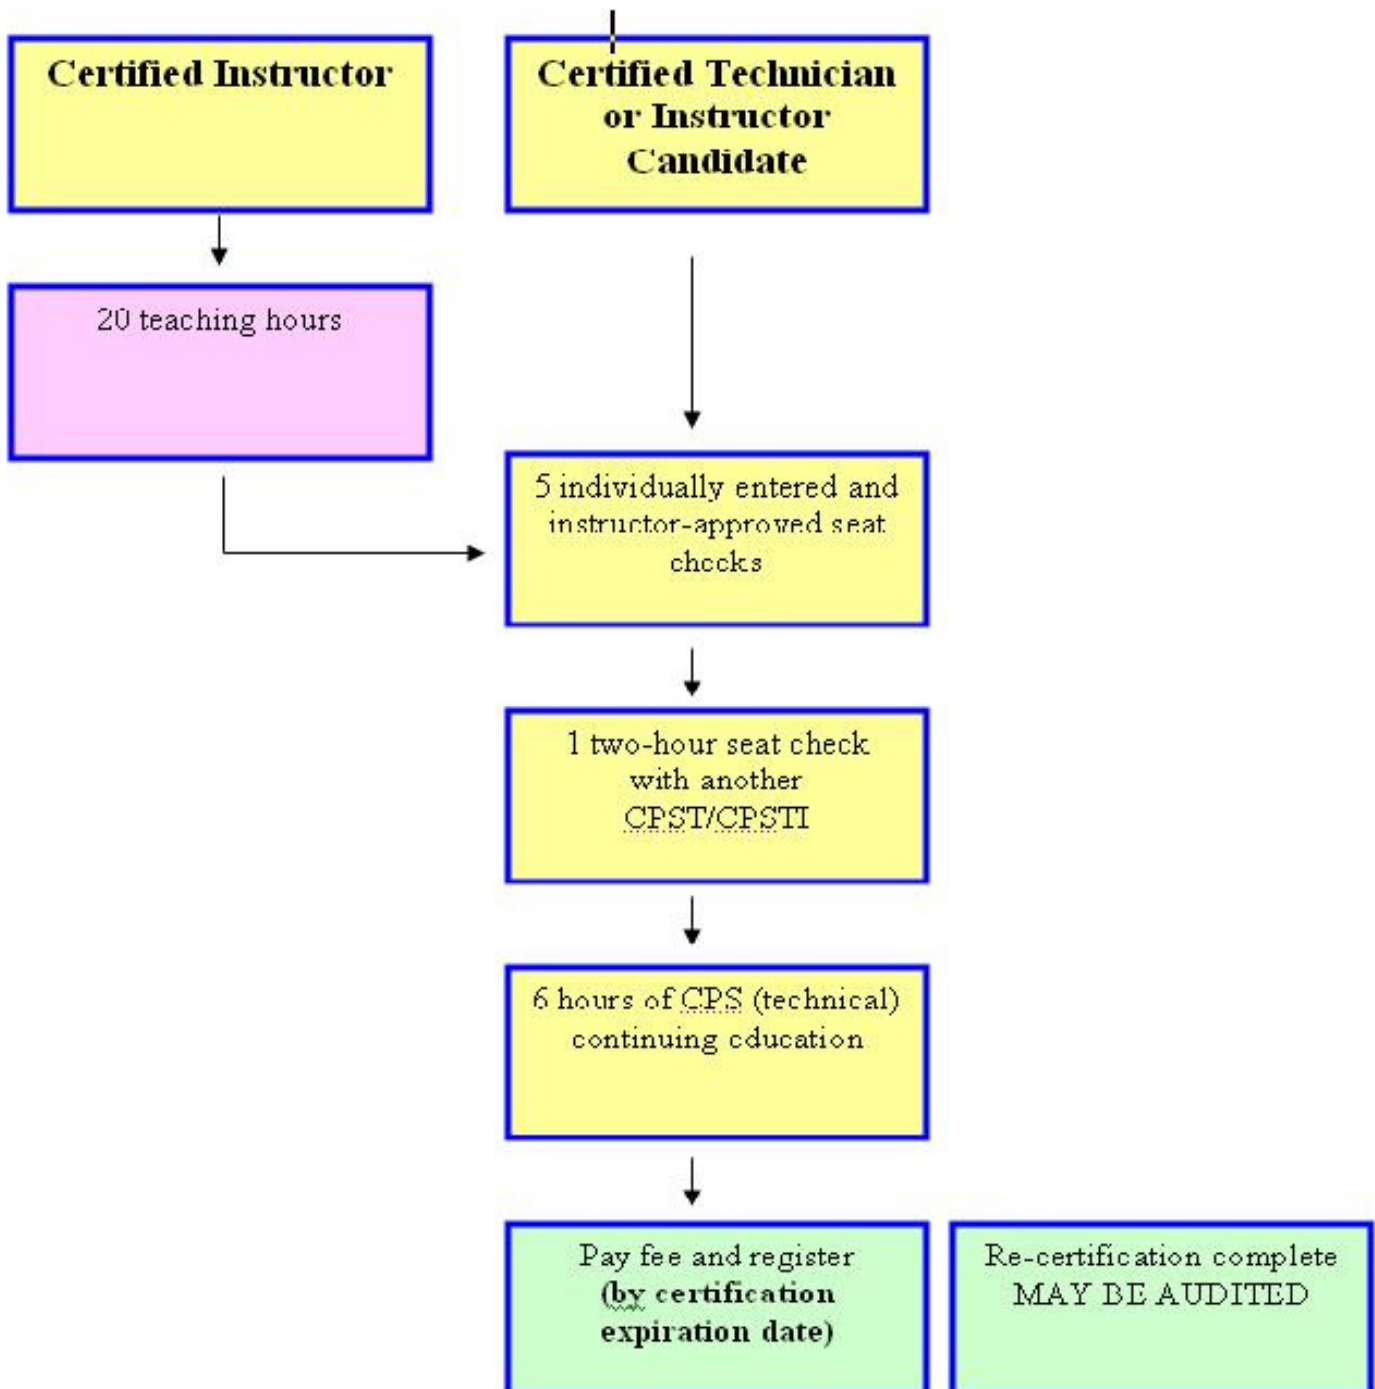 Certified Instructor
Certified Technician
or Instructor
Candidate
20 teaching hours
5 individually entered and
instructor-approved seat
checks
1 two-hour seat check
with another
CPST/CPSTI
6 hours of CPS (technical)
continuing education
Pay fee and register
(by certification
expiration date)
Re-certification complete
MAY BE AUDITED